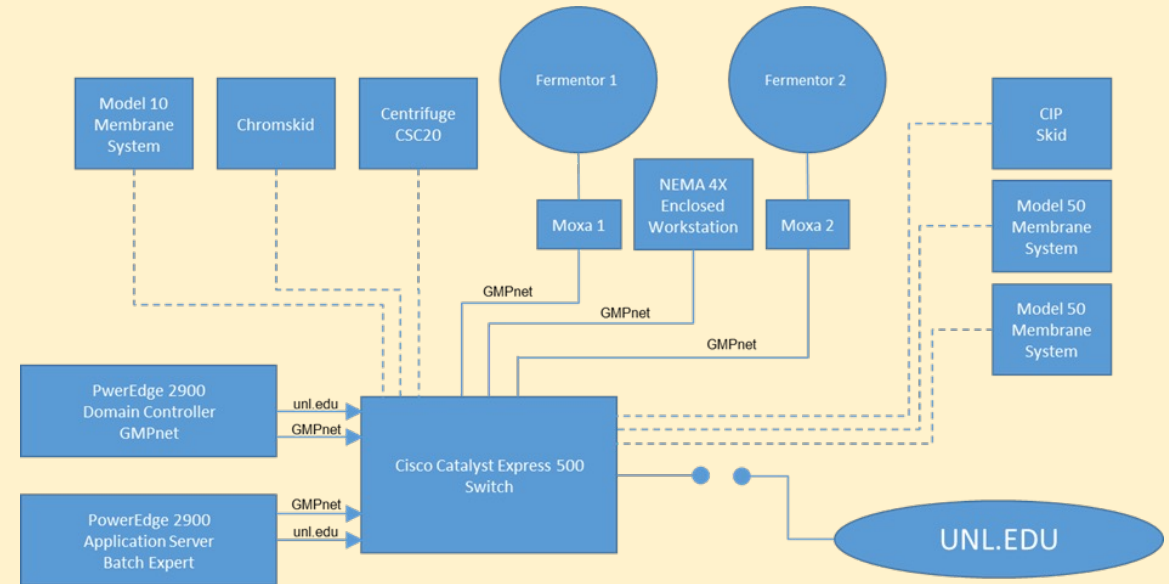 Fermentor 1
Fermentor 2
Model 10
Membrane
System
Chromskid
Centrifuge
CSC20
CIP
Skid
NEMA 4X
Enclosed
Workstation
Moxa 1
Moxa 2
Model 50
Membrane
System
GMPnet
GMPnet
GMPnet
Model 50
Membrane
System
PwerEdge 2900
Domain Controller
GMPnet
unl.edu
GMPnet
Cisco Catalyst Express 500
Switch
PowerEdge 2900
Application Server
Batch Expert
GMPnet
unl.edu
UNL.EDU